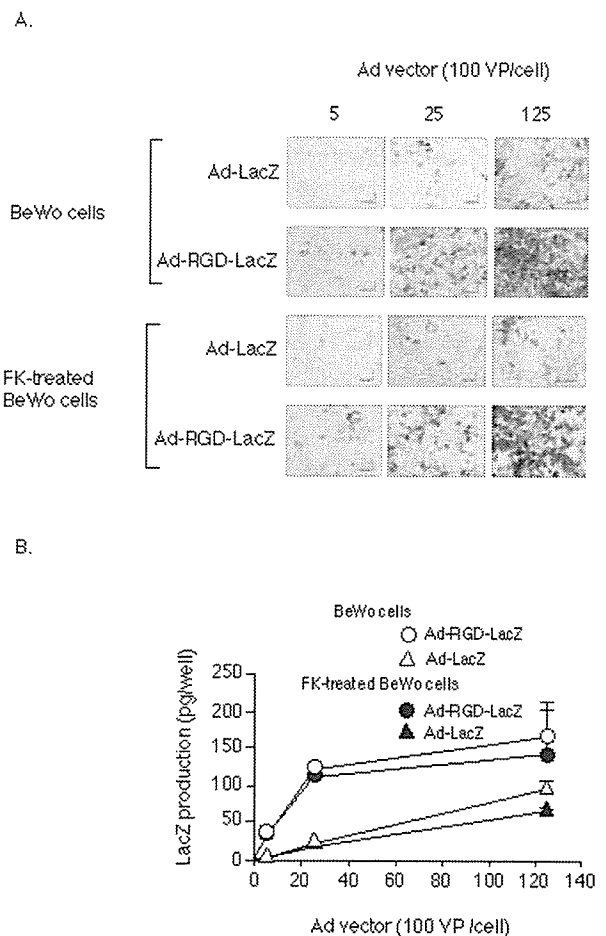 A.
Ad vector (100 VP/cell)
5 25 125
BeWo cells
Ad-LacZ
Ad-RGD-LacZ
FK-treated
BeWo cells
Ad-LacZ
Ad-RGD-LacZ
B.
BeWo cells
Ad-RGD-LacZ
Ad-LacZ
FK-treated BeWo cells
Ad-RGD-LacZ
Ad-LacZ
LacZ production (pg/well)
250
200
150
100
50
0
0 20 40 60 80 100 120 140
Ad vector (100 VP /cell)